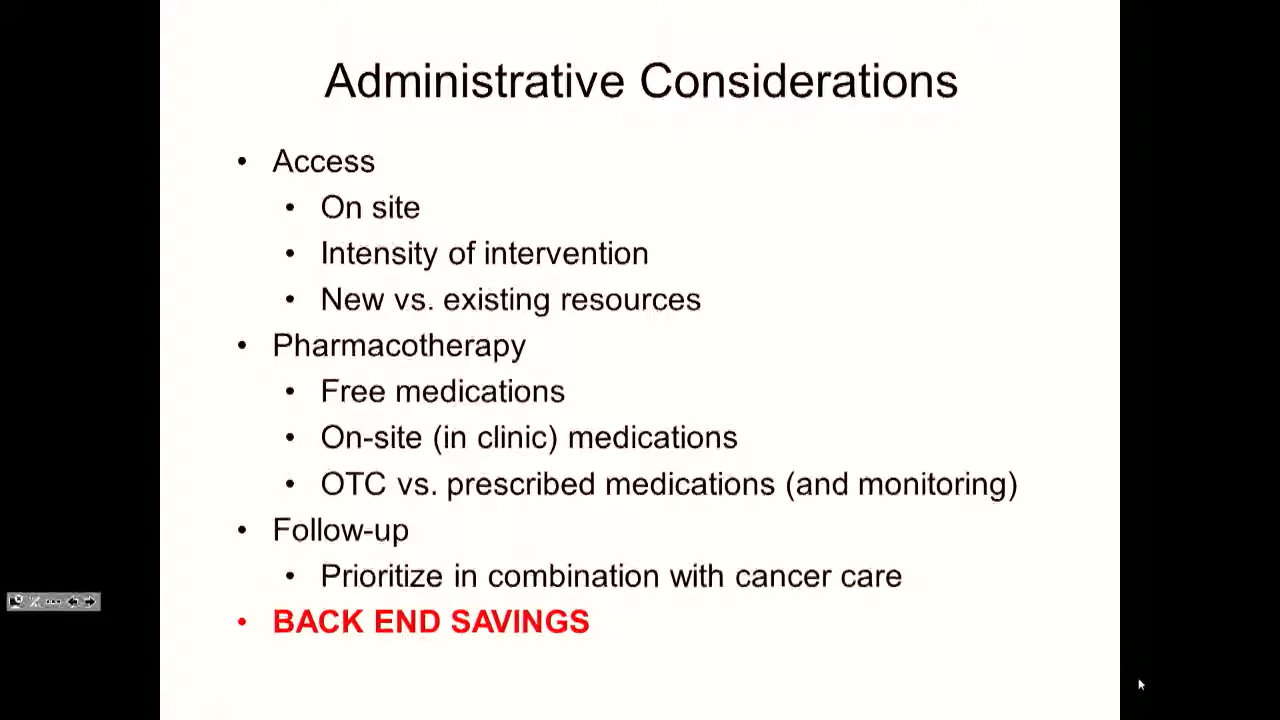 Administrative Considerations
• Access
• On site
• Intensity of intervention
• New vs. existing resources
• Pharmacotherapy
• Free medications
• On-site (in clinic) medications
• OTC vs. prescribed medications (and monitoring)
• Follow-up
• Prioritize in combination with cancer care
• BACK END SAVINGS